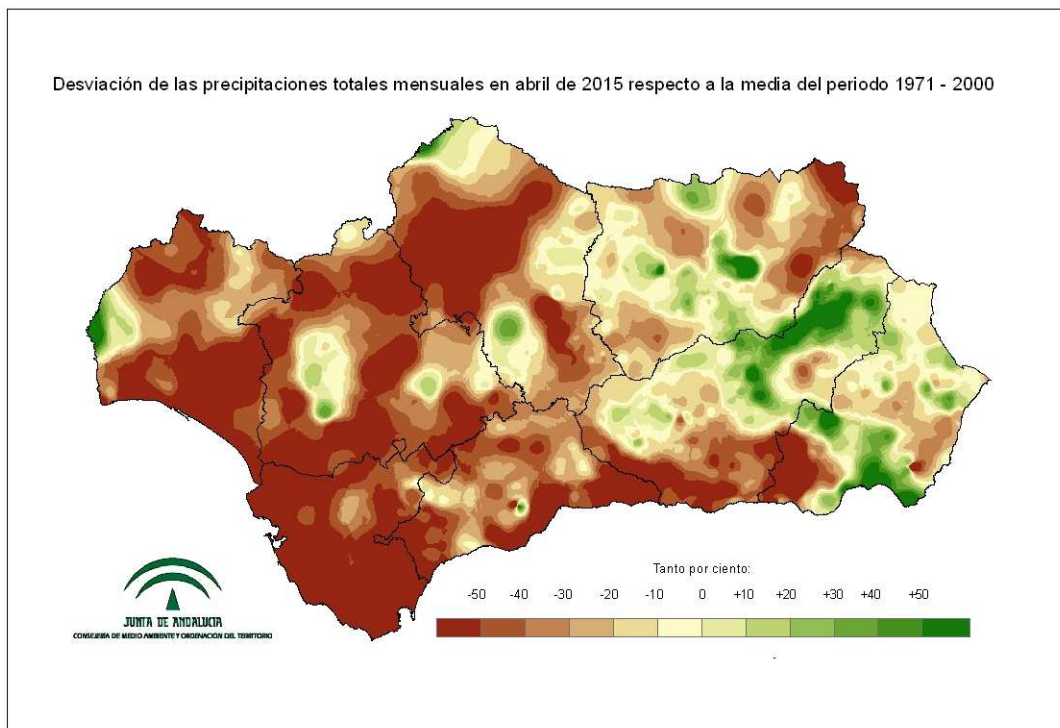 Desviación de las precipitaciones totales mensuales en abril de 2015 respecto a la media del periodo 1971 - 2000
Tanto por ciento:
-50 -40 -30 -20 -10 0 +10 +20 +30 +40 +50
JUNTA DE ANDALUCIA
CONSEJERÍA DE MEDIO AMBIENTE Y ORDENACIÓN DEL TERRITORIO